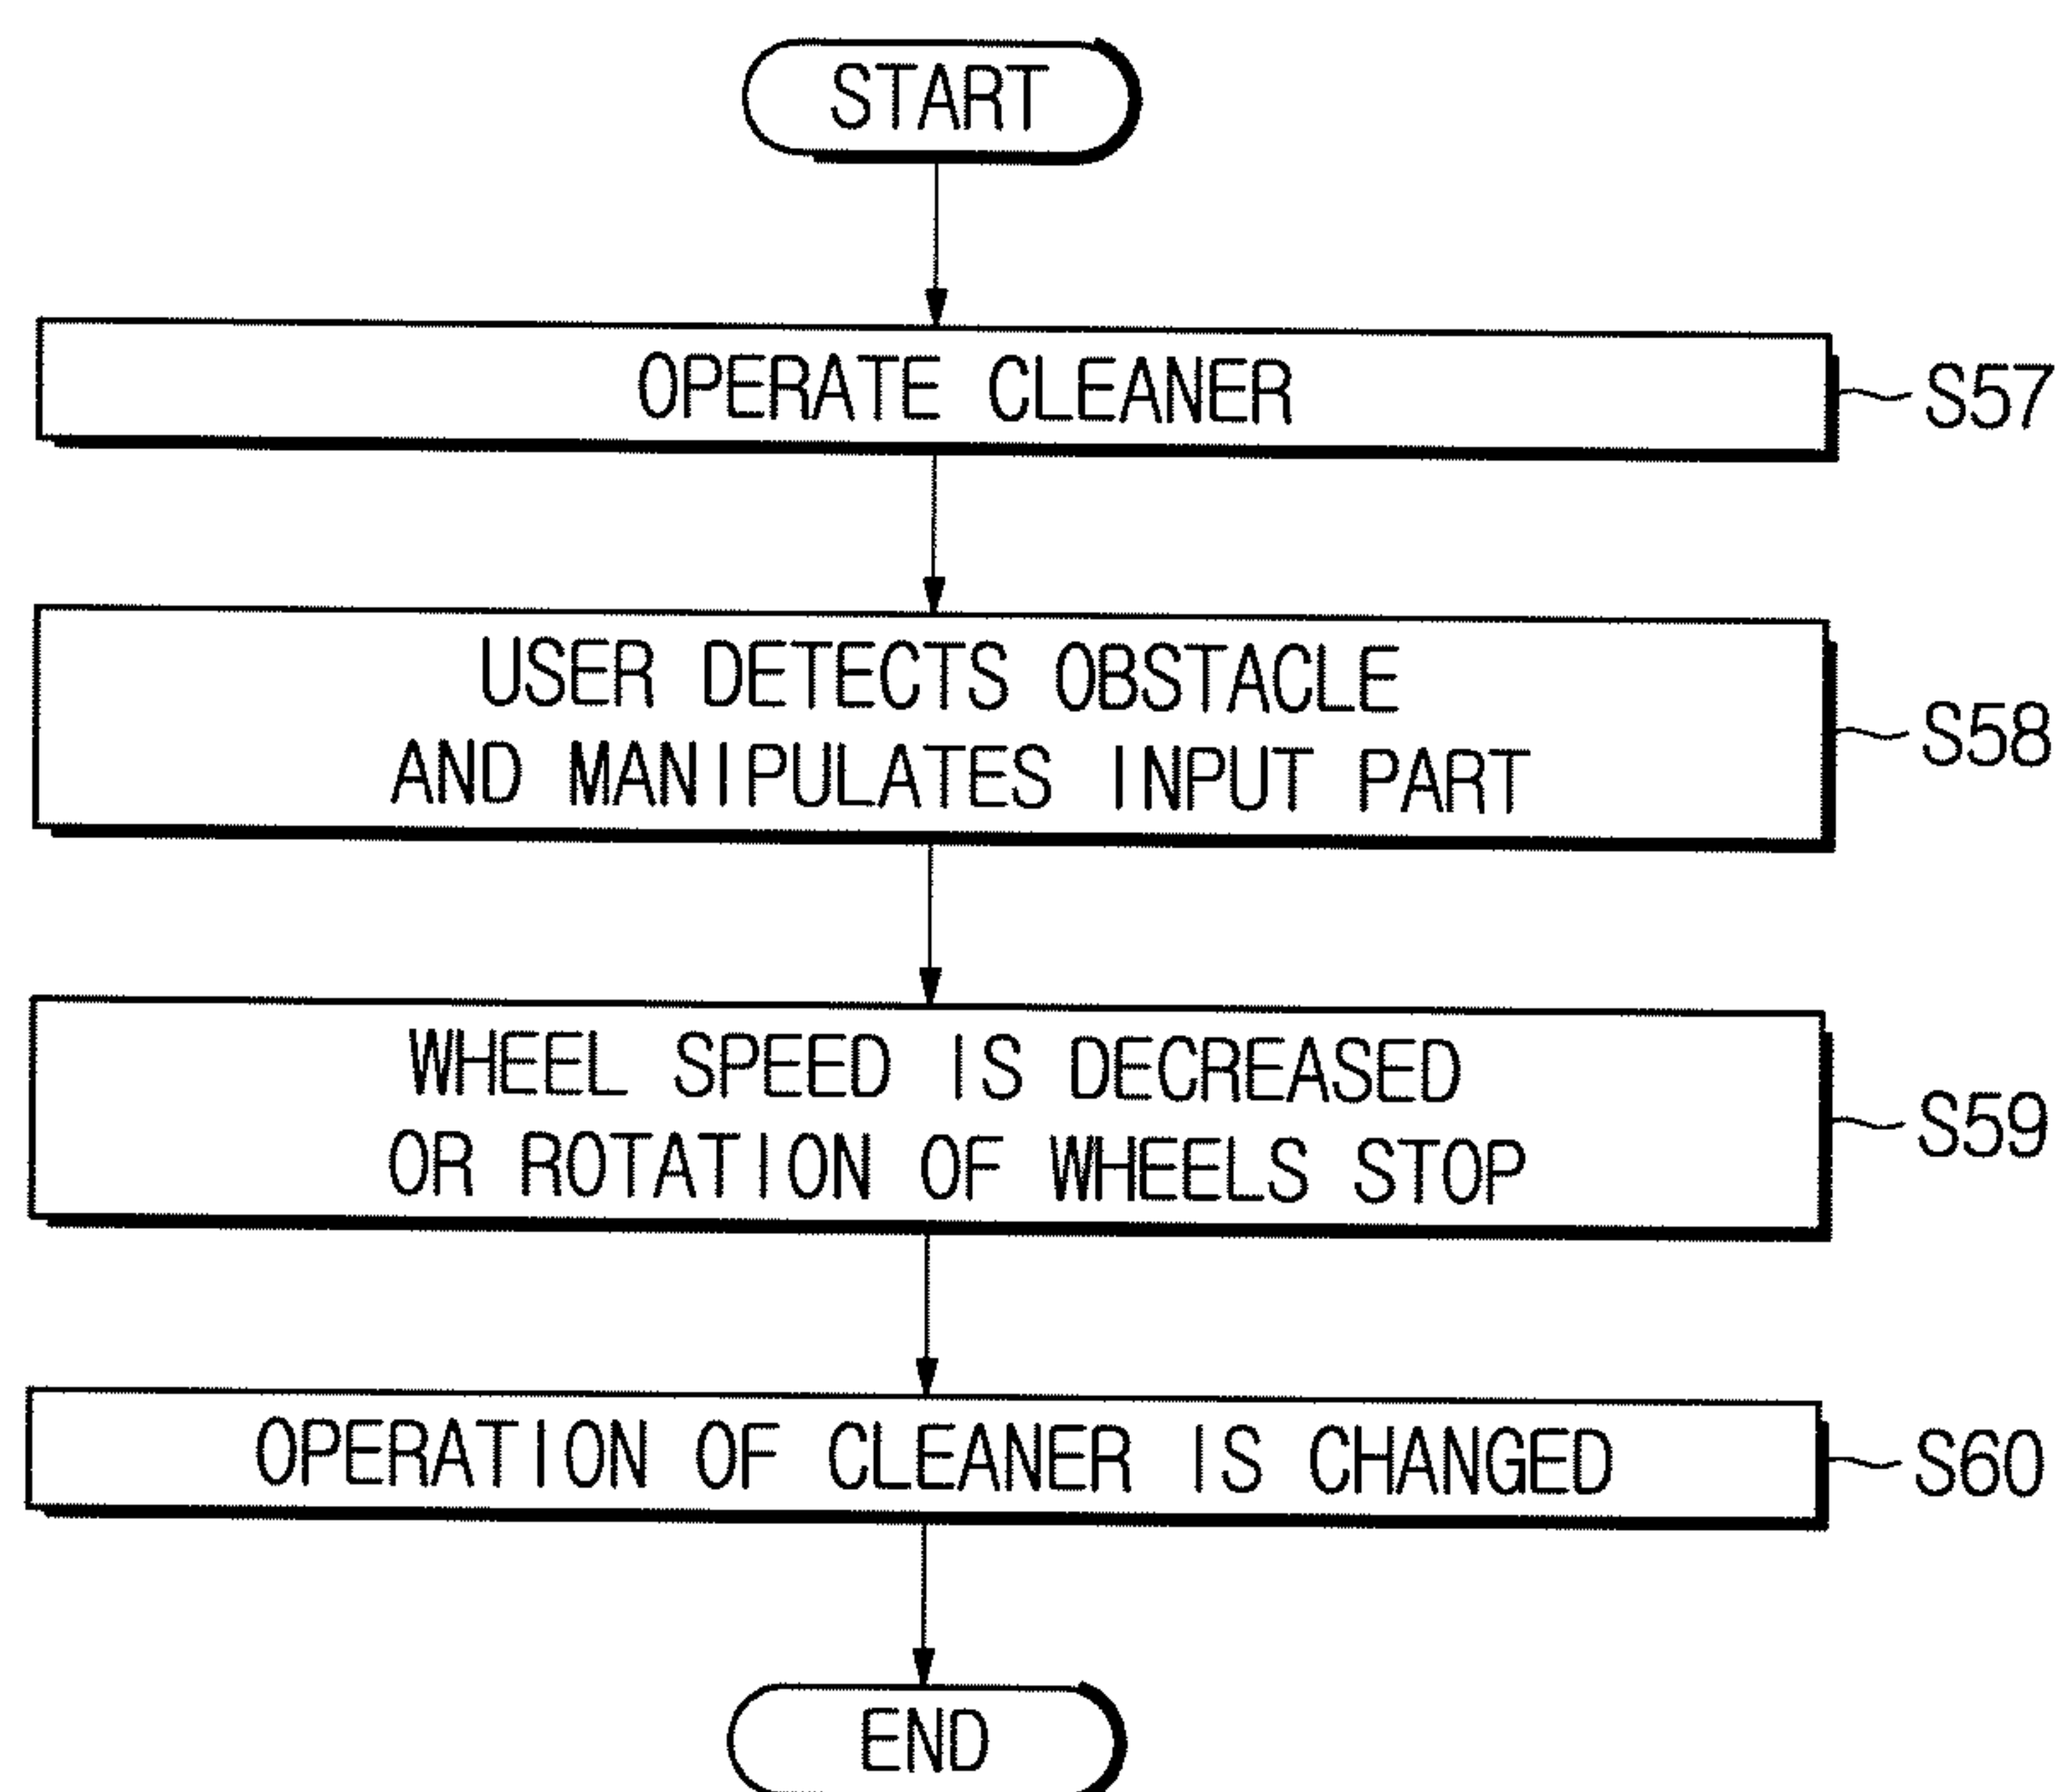 START
OPERATE CLEANER
S57
USER DETECTS OBSTACLE
AND MANIPULATES INPUT PART
S58
WHEEL SPEED IS DECREASED
OR ROTATION OF WHEELS STOP
S59
OPERATION OF CLEANER IS CHANGED
S60
END